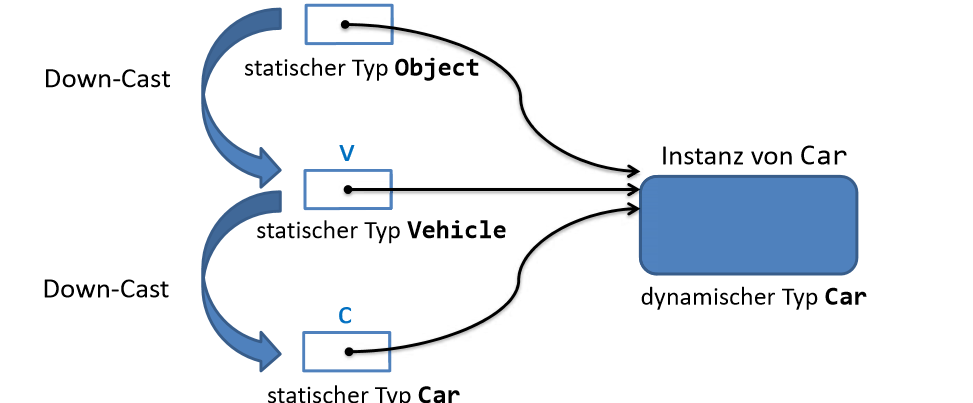 statischer Typ Object
Down-Cast
v
Instanz von Car
statischer Typ Vehicle
Down-Cast
dynamischer Typ Car
c
statischer Typ Car